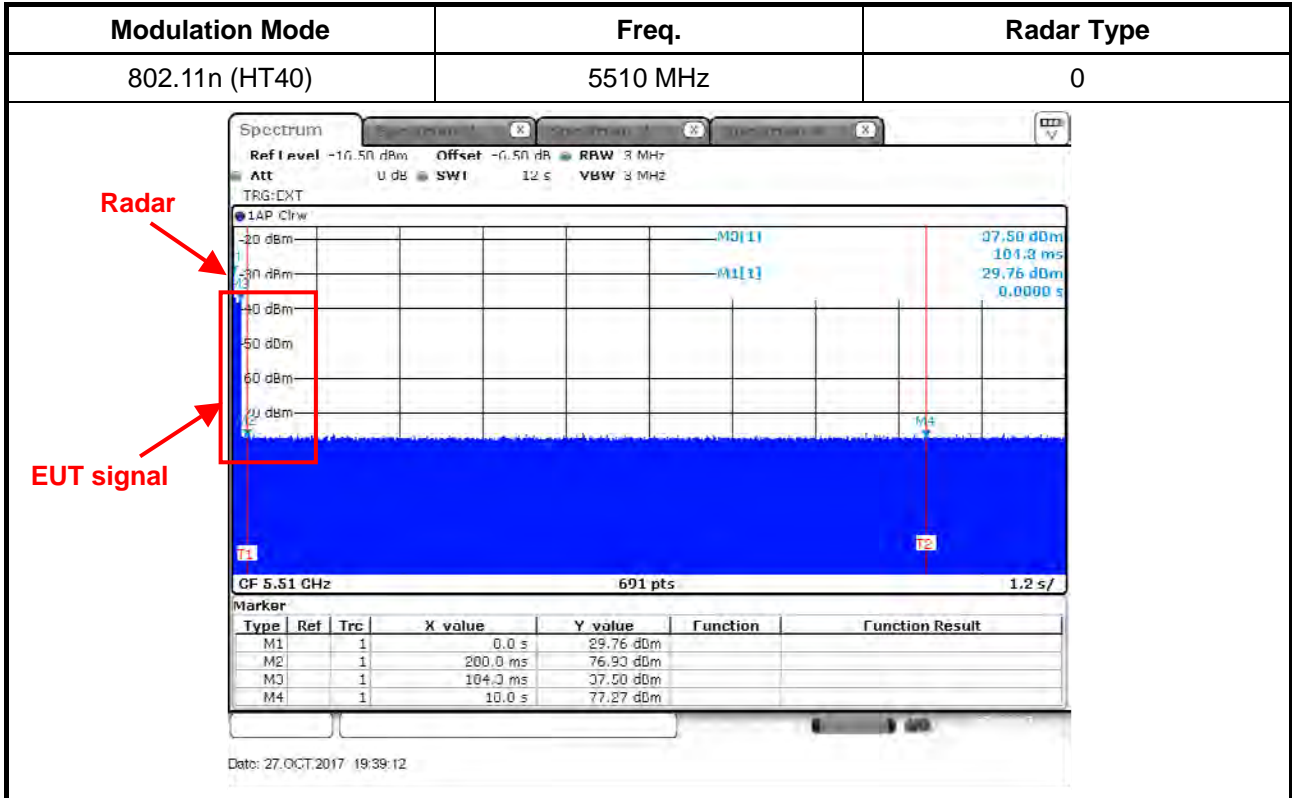 Modulation Mode Freq. Radar Type
802.11n (HT40) 5510 MHz 0
Spectrum
Ref Level -16.50 dBm Offset -6.50 dB RBW 3 MHz
Att 0 dB SWT 12 s VBW 3 MHz
TRG:EXT
1AP Clrw
Radar
EUT signal
-20 dBm M3[1] 37.50 dBm
104.3 ms
-30 dBm M1[1] 29.76 dBm
0.0000 s
M3
-40 dBm
-50 dBm
60 dBm
70 dBm
M2 M4
T1 T2
CF 5.51 GHz 691 pts 1.2 s/
Marker
Type Ref Trc X value Y value Function Function Result
M1 1 0.0 s 29.76 dBm
M2 1 200.0 ms 76.93 dBm
M3 1 104.3 ms 37.50 dBm
M4 1 10.0 s 77.27 dBm
Date: 27.OCT.2017 19:39:12